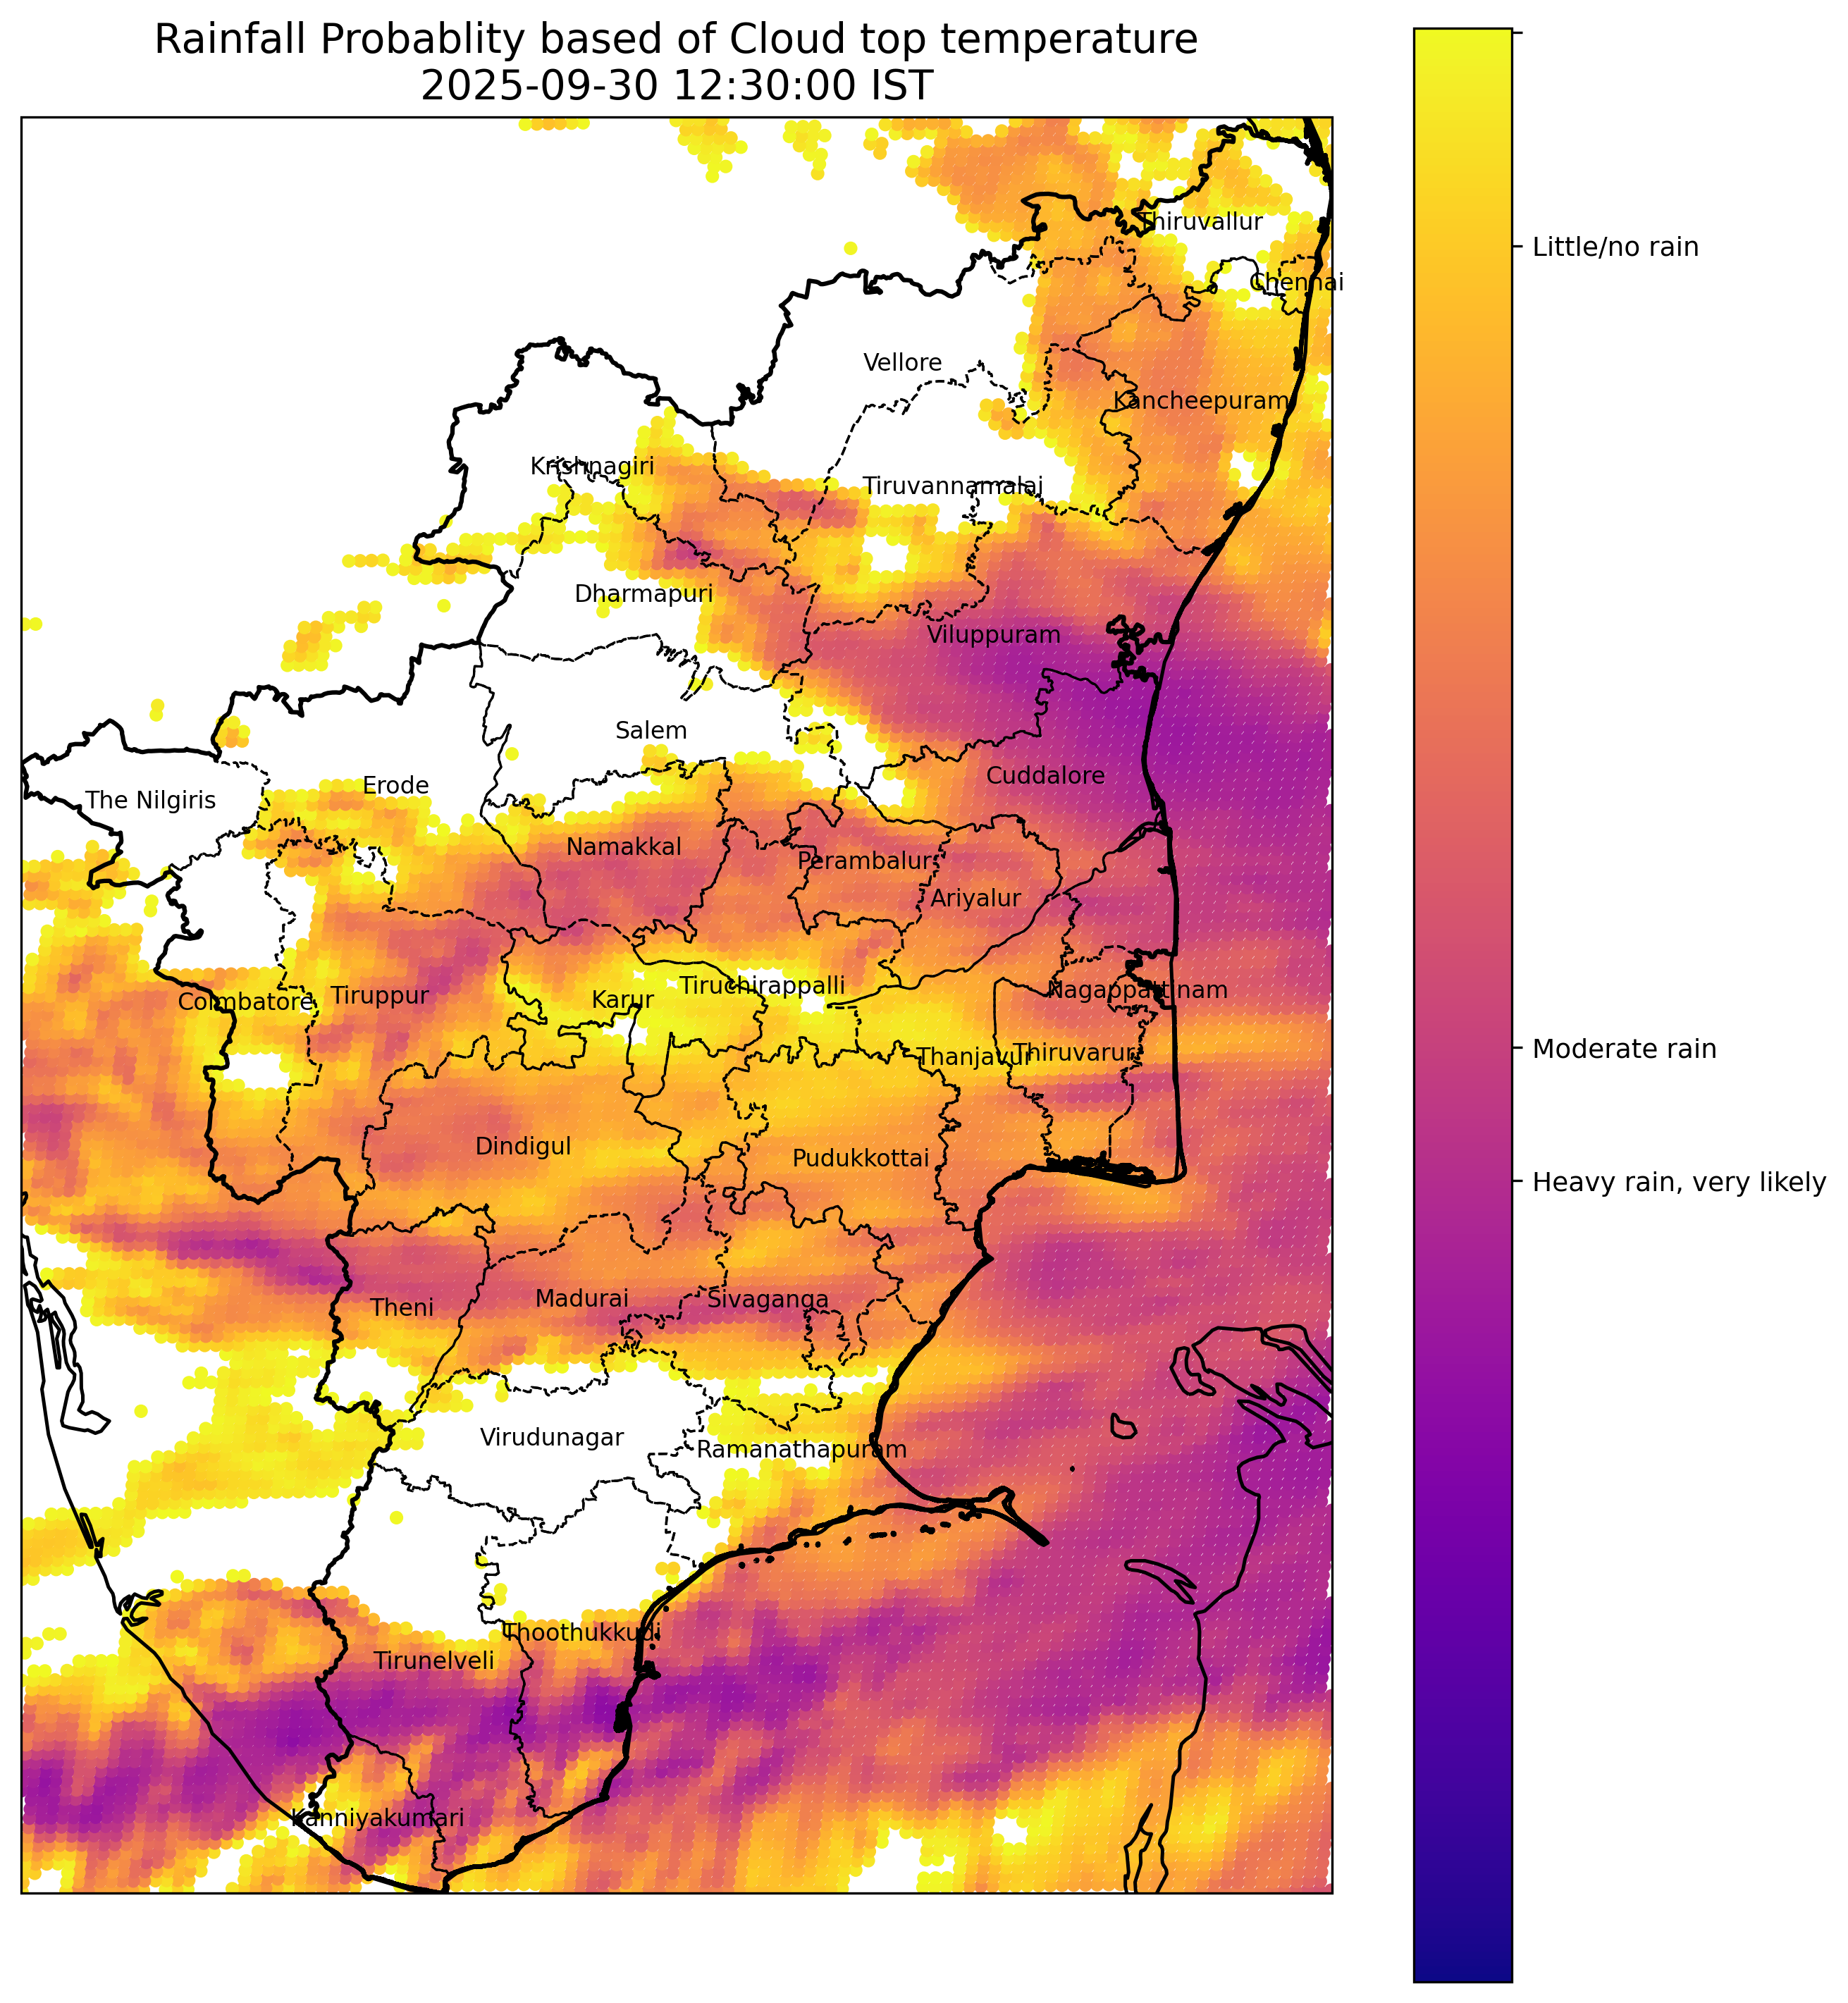 Rainfall Probablity based of Cloud top temperature
2025-09-30 12:30:00 IST
Thiruvallur
Little/no rain
Chennai
Vellore
Kancheepuram
Krishnagiri
Tiruvannamalai
Dharmapuri
Viluppuram
Salem
Cuddalore
Erode
The Nilgiris
Namakkal
Perambalur
Ariyalur
Tiruchirappalli
Nagappattinam
Coimbatore
Tiruppur
Karur
Moderate rain
Thanjavur
Thiruvarur
Dindigul
Pudukkottai
Heavy rain, very likely
Theni
Madurai
Sivaganga
Virudunagar
Ramanathapuram
Thoothukkudi
Tirunelveli
Kanniyakumari